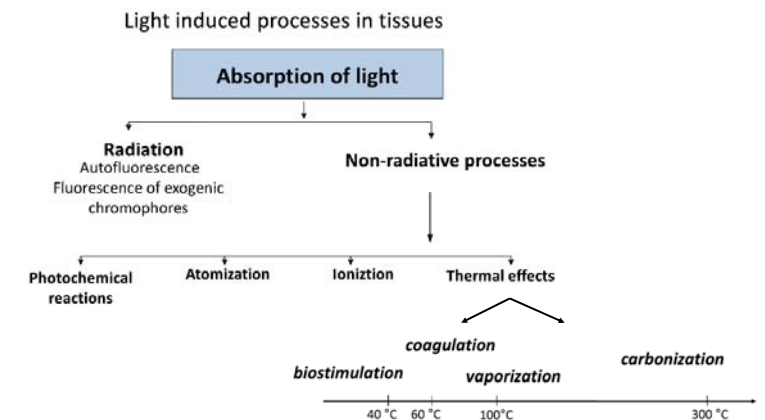 Light induced processes in tissues
Absorption of light
Radiation
Autofluorescence
Fluorescence of exogenic
chromophores
Non-radiative processes
Photochemical
reactions
Atomization
Ioniztion
Thermal effects
coagulation
carbonization
biostimulation
vaporization
40 °C
60 °C
100°C
300 °C